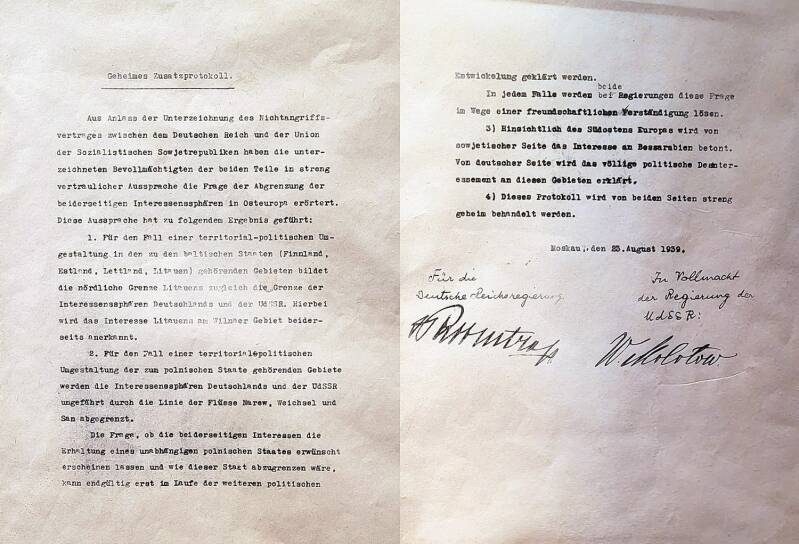 Geheimes Zusatzprotokoll.
Aus Anlass der Unterzeichnung des Nichtangriffs-
vertrages zwischen dem Deutschen Reich und der Union
der Sozialistischen Sowjetrepubliken haben die unter-
zeichneten Bevollmächtigten der beiden Teile in streng
vertraulicher Aussprache die Frage der Abgrenzung der
beiderseitigen Interessenssphären in Osteuropa erörtert.
Diese Aussprache hat zu folgendem Ergebnis geführt:
1. Für den Fall einer territorial-politischen Um-
gestaltung in den zu den baltischen Staaten (Finnland,
Estland, Lettland, Litauen) gehörenden Gebieten bildet
die nördliche Grenze Litauens zugleich die Grenze der
Interessenssphären Deutschlands und der UdSSR. Hierbei
wird das Interesse Litauens am Wilnaer Gebiet beider-
seits anerkannt.
2. Für den Fall einer territorial-politischen
Umgestaltung der zum polnischen Staate gehörenden Gebiete
werden die Interessensphären Deutschlands und der UdSSR
ungefährt durch die Linie der Flüsse Narew, Weichsel und
San abgegrenzt.
Die Frage, ob die beiderseitigen Interessen die
Erhaltung eines unabhängigen polnischen Staates erwünscht
erscheinen lassen und wie dieser Staat abzugrenzen wäre,
kann endgültig erst im Laufe der weiteren politischen
Entwickelung geklärt werden.
In jedem Falle werden beide Regierungen diese Frage
im Wege einer freundschaftlichen Verständigung lösen.
3) Hinsichtlich des Südostens Europas wird von
sowjetischer Seite das Interesse an Bessarabien betont.
Von deutscher Seite wird das völlige politische Desinter-
essement an diesen Gebieten erklärt.
4) Dieses Protokoll wird von beiden Seiten streng
geheim behandelt werden.
Moskau, den 23. August 1939.
Für die
Deutsche Reichsregierung
In Vollmacht
der Regierung der
UdSSR:
W. Molotow